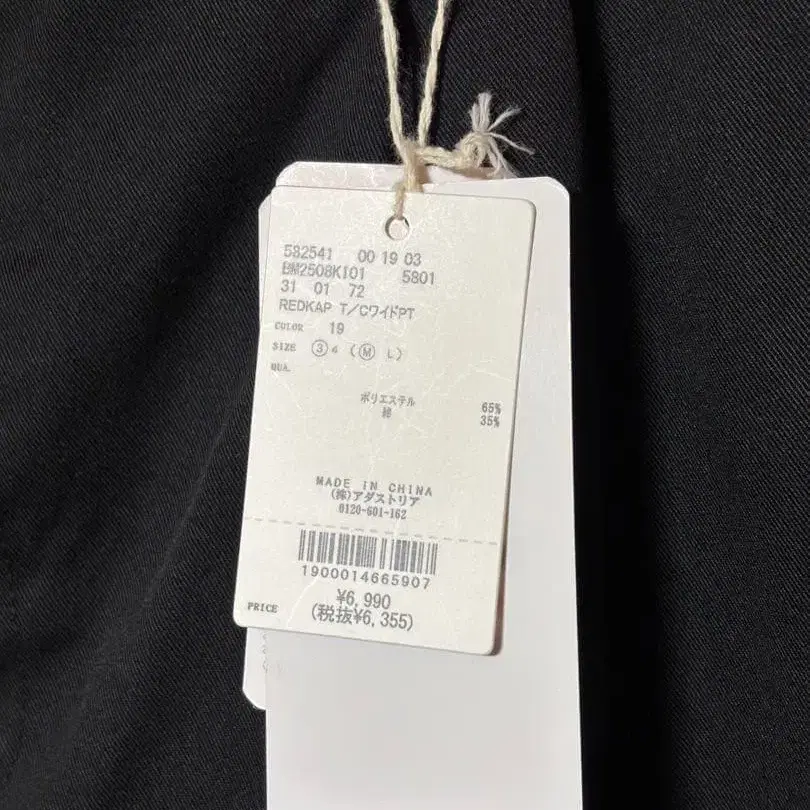 582541 00 19 03
BM2508KI01 5801
31 01 72
REDKAP T/CワイドPT
COLOR 19
SIZE ③4 (Ⓜ L)
QUA.
ポリエステル 65%
綿 35%
MADE IN CHINA
(株)アダストリア
0120-601-162
1900014665907
PRICE ¥6,990
(税抜¥6,355)